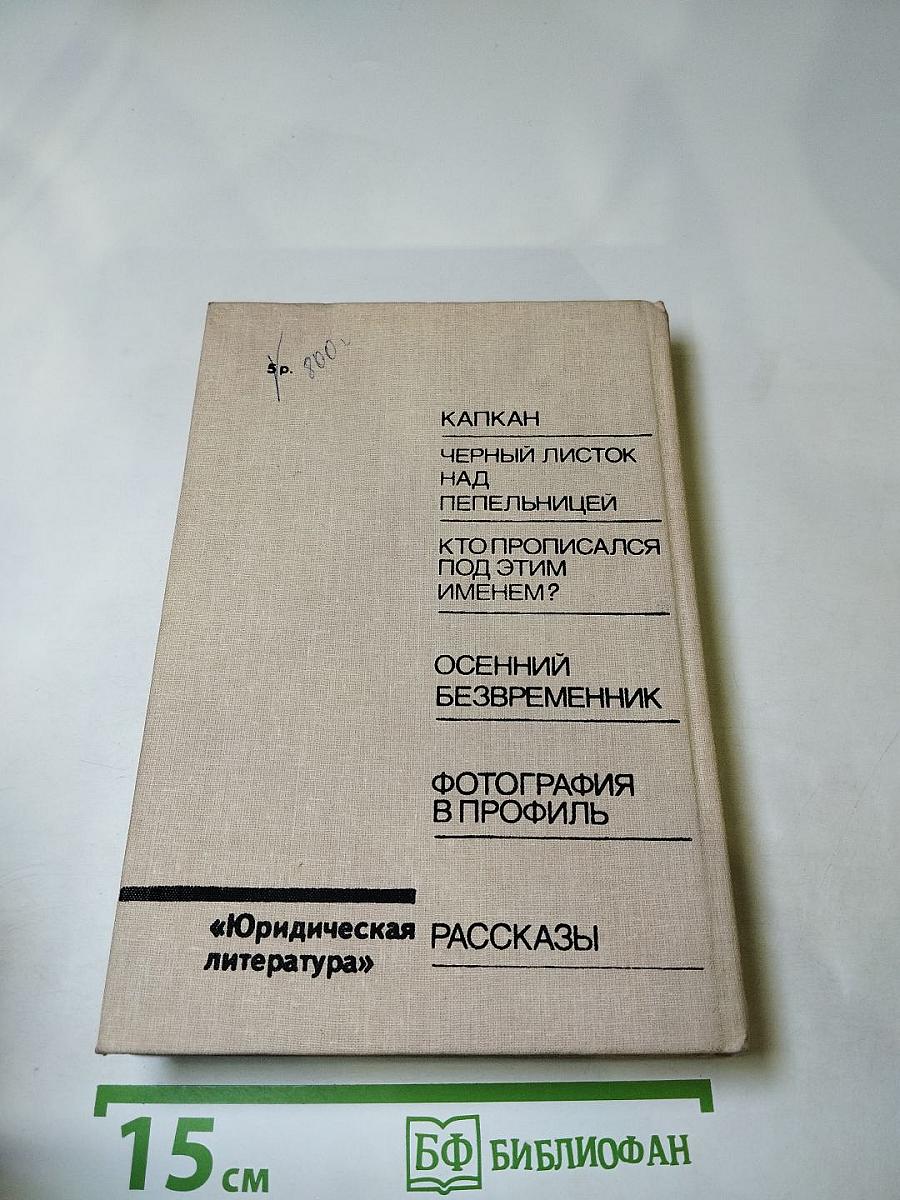 5р. 800
КАПКАН
ЧЕРНЫЙ ЛИСТОК
НАД
ПЕПЕЛЬНИЦЕЙ
КТО ПРОПИСАЛСЯ
ПОД ЭТИМ
ИМЕНЕМ?
ОСЕННИЙ
БЕЗВРЕМЕННИК
ФОТОГРАФИЯ
В ПРОФИЛЬ
РАССКАЗЫ
«Юридическая
литература»
15 см
БФ БИБЛИОФАН